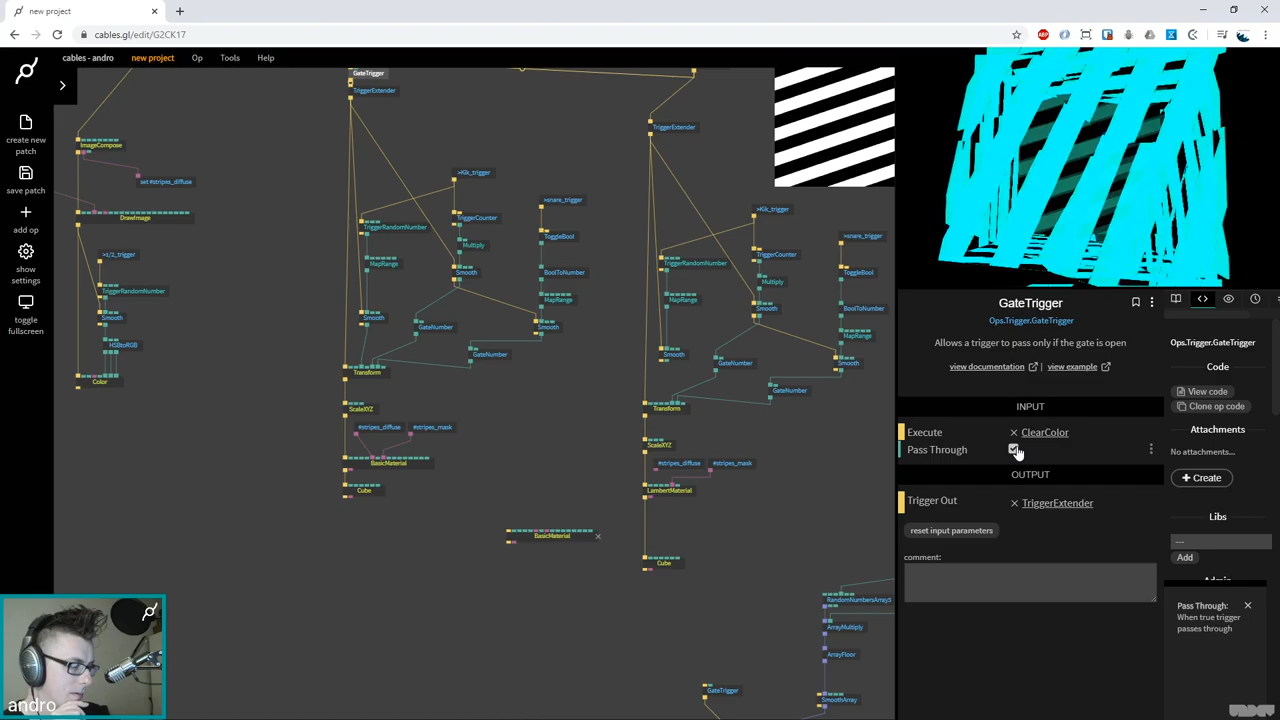 new project
cables.gl/edit/G2CK17
cables - andro
new project
Op
Tools
Help
create new
patch
save patch
add op
show
settings
toggle
fullscreen
GateTrigger
TriggerExtender
TriggerExtender
ImageCompose
set #stripes_diffuse
DrawImage
>1/2_trigger
TriggerRandomNumber
Smooth
HSBtoRGB
Color
>Kik_trigger
TriggerRandomNumber
TriggerCounter
MapRange
Multiply
Smooth
Smooth
GateNumber
>snare_trigger
ToggleBool
BoolToNumber
MapRange
Smooth
GateNumber
Transform
ScaleXYZ
#stripes_diffuse
#stripes_mask
BasicMaterial
Cube
BasicMaterial
>Kik_trigger
TriggerRandomNumber
TriggerCounter
MapRange
Multiply
Smooth
Smooth
GateNumber
>snare_trigger
ToggleBool
BoolToNumber
MapRange
Smooth
GateNumber
Transform
ScaleXYZ
#stripes_diffuse
#stripes_mask
LambertMaterial
Cube
RandomNumbersArray3
ArrayMultiply
ArrayFloor
SmoothArray
GateTrigger
GateTrigger
Ops.Trigger.GateTrigger
Allows a trigger to pass only if the gate is open
view documentation
view example
INPUT
Execute
ClearColor
Pass Through
OUTPUT
Trigger Out
TriggerExtender
reset input parameters
comment:
Ops.Trigger.GateTrigger
Code
View code
Clone op code
Attachments
No attachments...
+ Create
Libs
---
Add
Pass Through:
When true trigger
passes through
andro